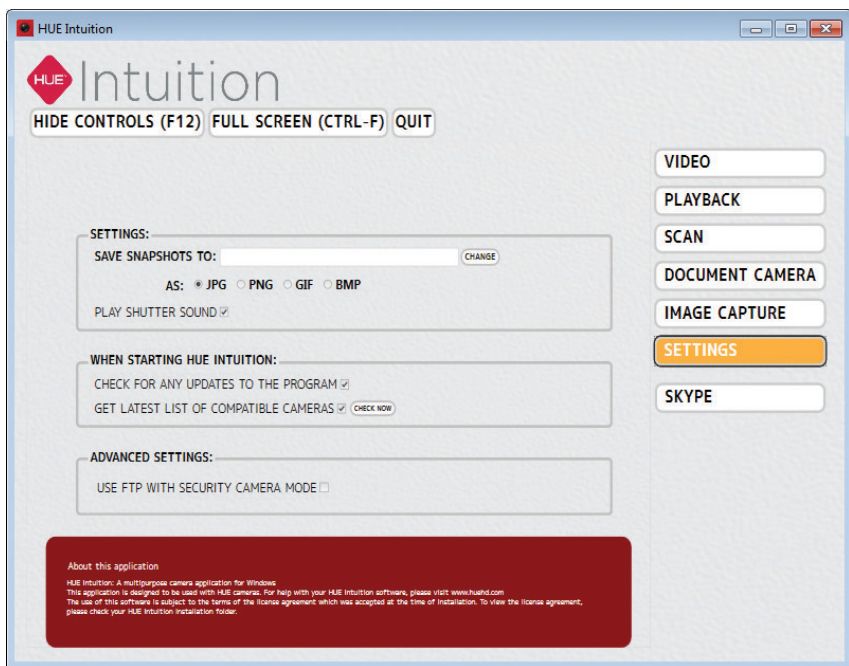 HUE Intuition
HUE™ Intuition
HIDE CONTROLS (F12) FULL SCREEN (CTRL-F) QUIT
VIDEO
PLAYBACK
SCAN
DOCUMENT CAMERA
IMAGE CAPTURE
SETTINGS
SKYPE
SETTINGS:
SAVE SNAPSHOTS TO: CHANGE
AS: JPG PNG GIF BMP
PLAY SHUTTER SOUND
WHEN STARTING HUE INTUITION:
CHECK FOR ANY UPDATES TO THE PROGRAM
GET LATEST LIST OF COMPATIBLE CAMERAS CHECK NOW
ADVANCED SETTINGS:
USE FTP WITH SECURITY CAMERA MODE
About this application
HUE Intuition: A multipurpose camera application for Windows
This application is designed to be used with HUE cameras. For help with your HUE Intuition software, please visit www.huehd.com
The use of this software is subject to the terms of the license agreement which was accepted at the time of installation. To view the license agreement,
please check your HUE Intuition installation folder.